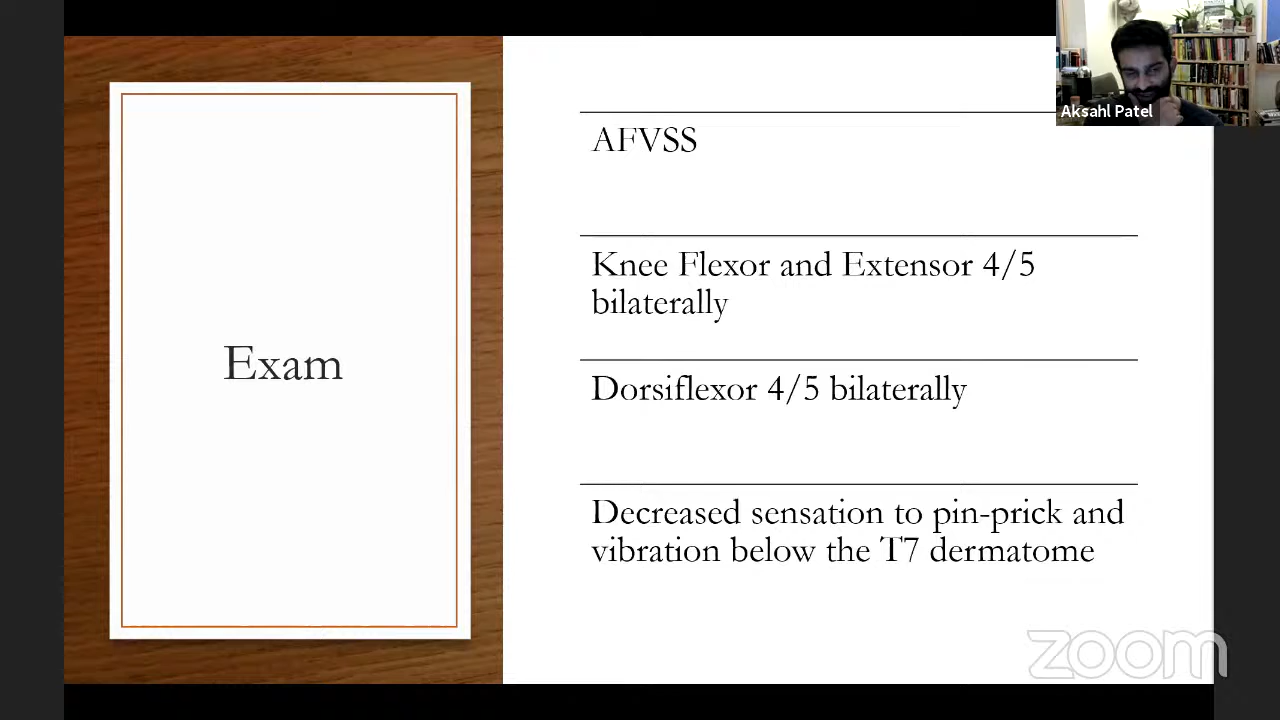 Exam
AFVSS
Knee Flexor and Extensor 4/5
bilaterally
Dorsiflexor 4/5 bilaterally
Decreased sensation to pin-prick and
vibration below the T7 dermatome
Aksahl Patel
zoom